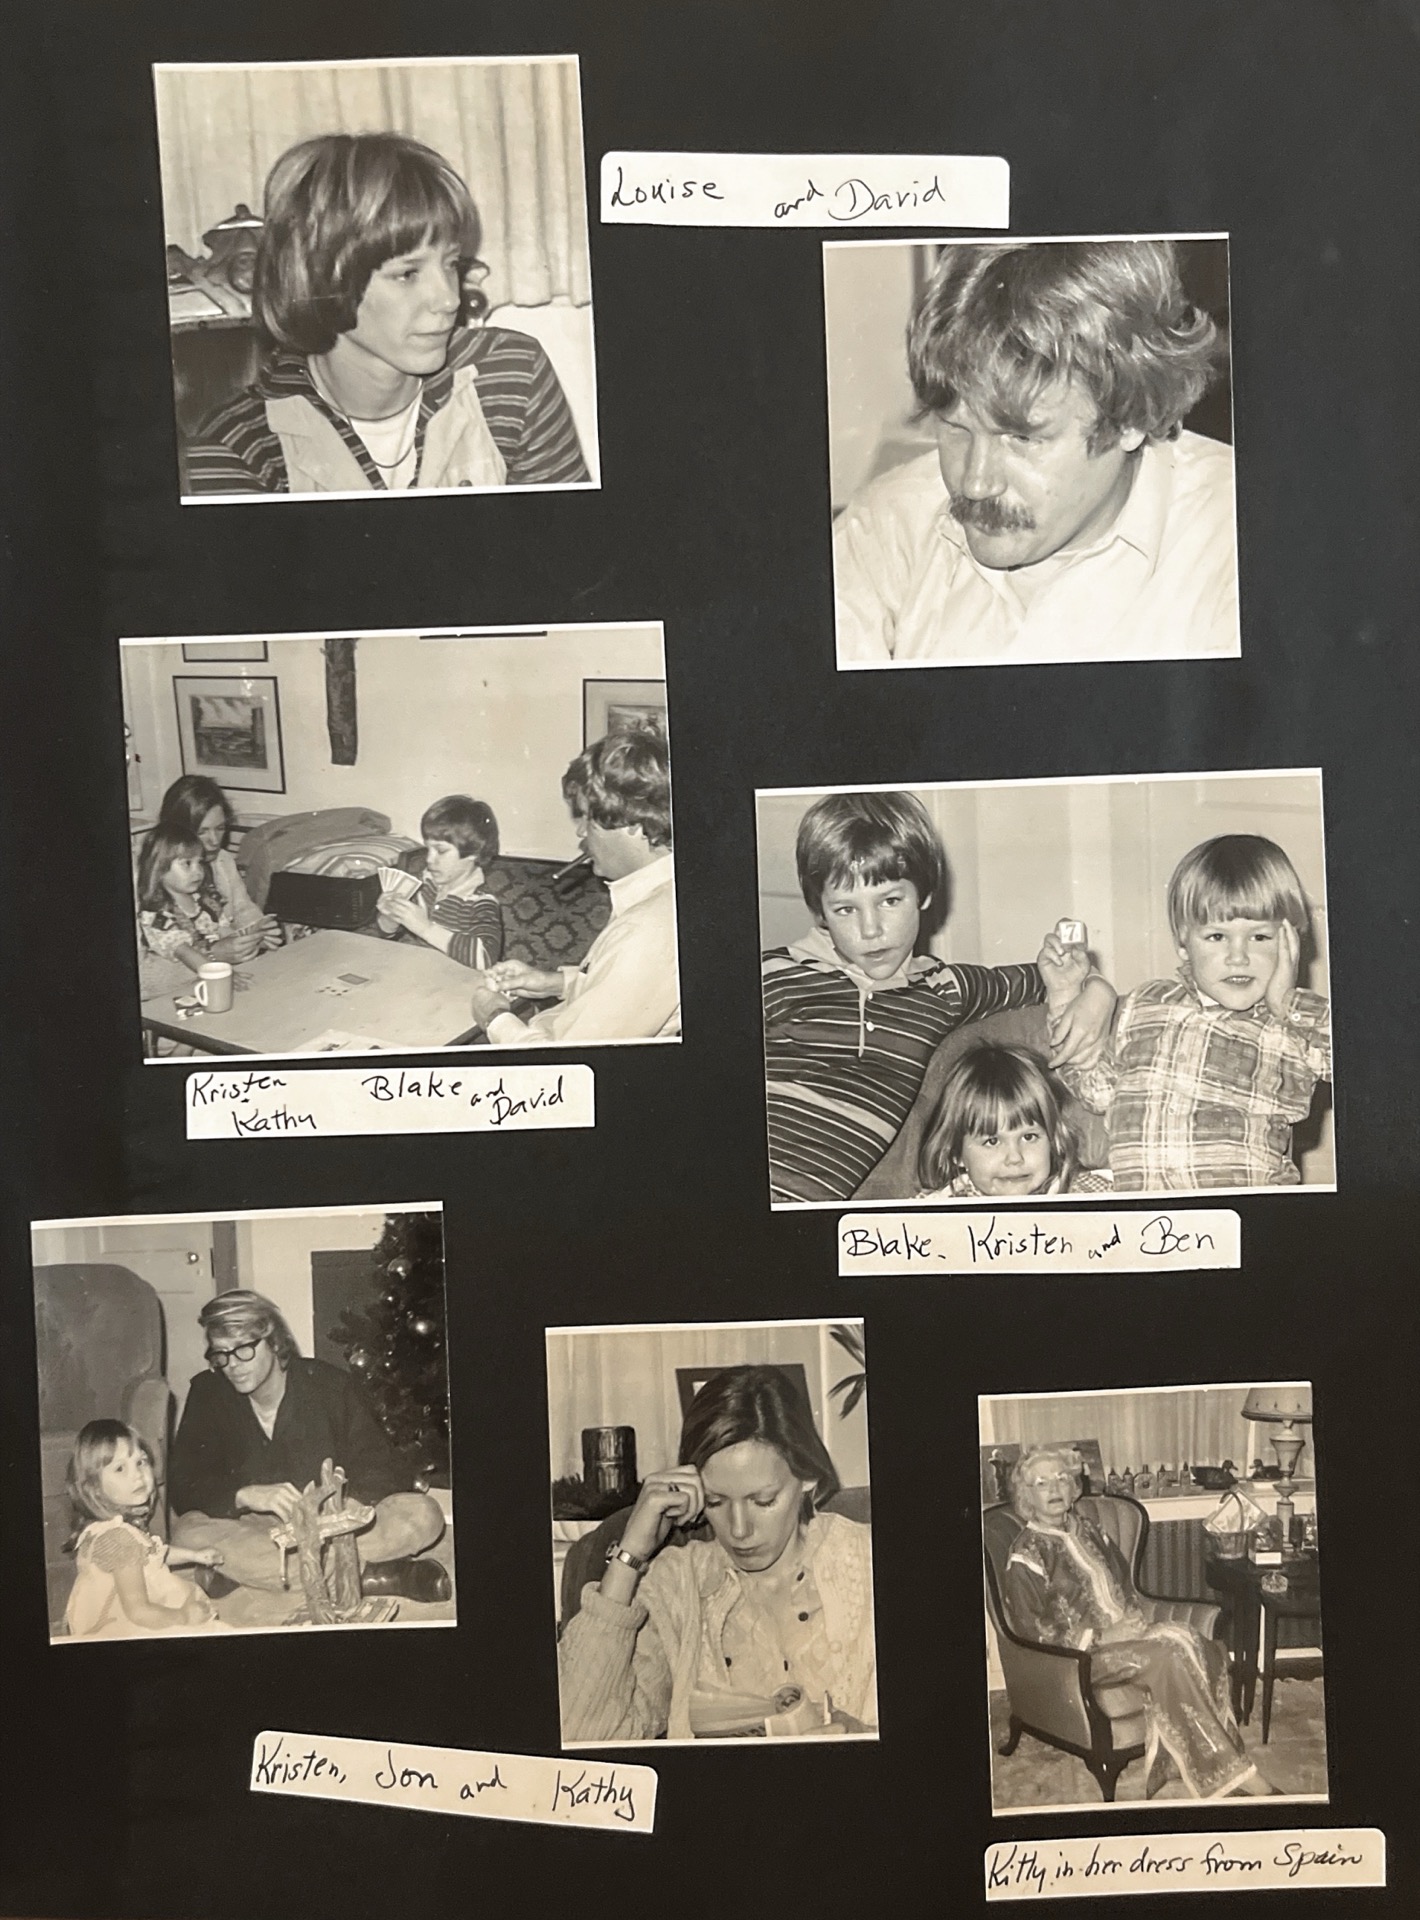 Louise and David
Kristen + Kathy Blake and David
7
Blake. Kristen and Ben
Kristen, Jon and Kathy
Kitty in her dress from Spain